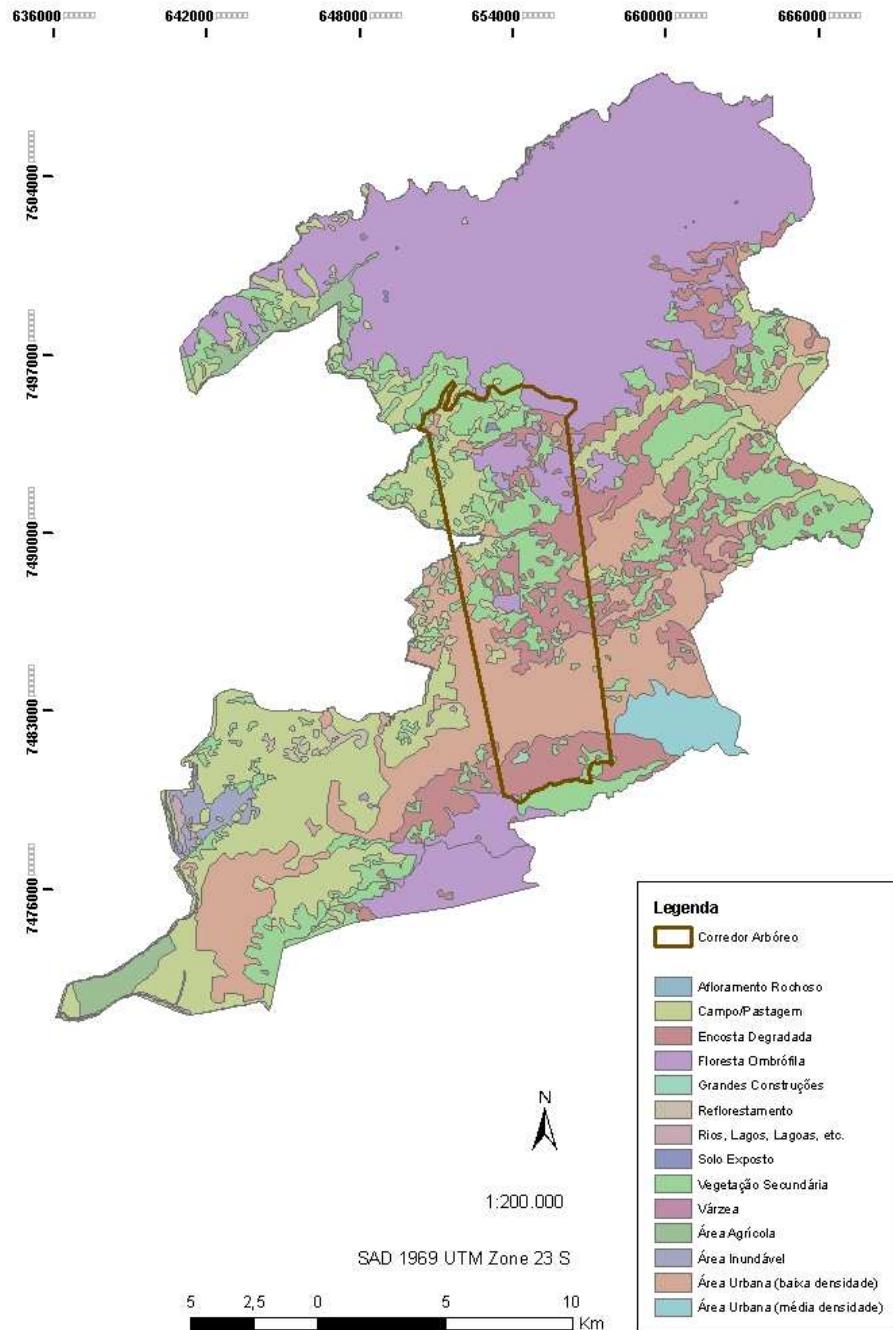 636000 642000 648000 654000 660000 666000
7504000
7497000
7490000
7483000
7476000
Legenda
Corredor Arbóreo
Afloramento Rochoso
Campo/Pastagem
Encosta Degradada
Floresta Ombrófila
Grandes Construções
Reflorestamento
Rios, Lagos, Lagoas, etc.
Solo Exposto
Vegetação Secundária
Várzea
Área Agrícola
Área Inundável
Área Urbana (baixa densidade)
Área Urbana (média densidade)
N
1:200.000
SAD 1969 UTM Zone 23 S
5 2,5 0 5 10
Km